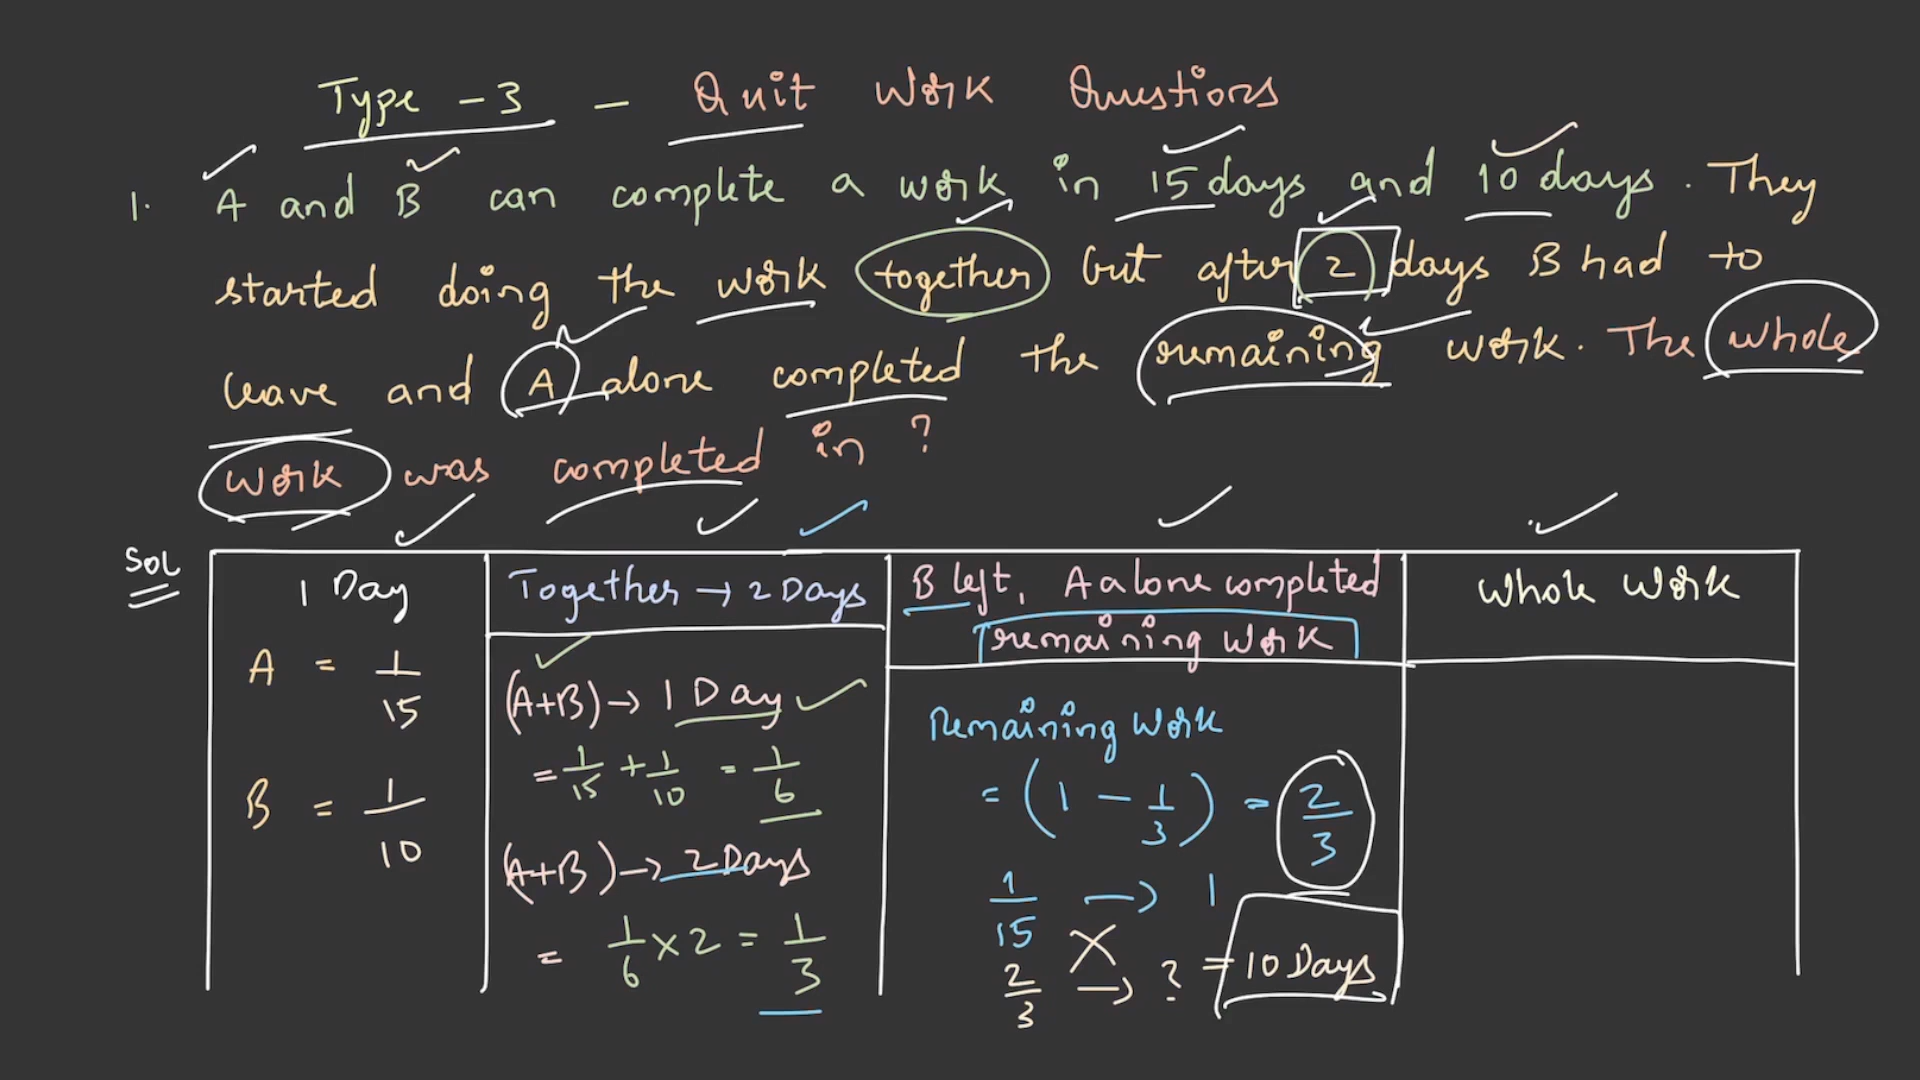 Type - 3 - Quit Work Questions
1. A and B can complete a work in 15 days and 10 days. They
started doing the work together but after 2 days B had to
leave and A alone completed the remaining work. The whole
work was completed in ?
Sol
1 Day
A = 1/15
B = 1/10
Together → 2 Days
(A+B) → 1 Day
= 1/15 + 1/10 = 1/6
(A+B) → 2 Days
= 1/6 × 2 = 1/3
B left, A alone completed
remaining work
Remaining Work
= (1 - 1/3) = 2/3
1/15 → 1
2/3 → ? = 10 Days
Whole Work